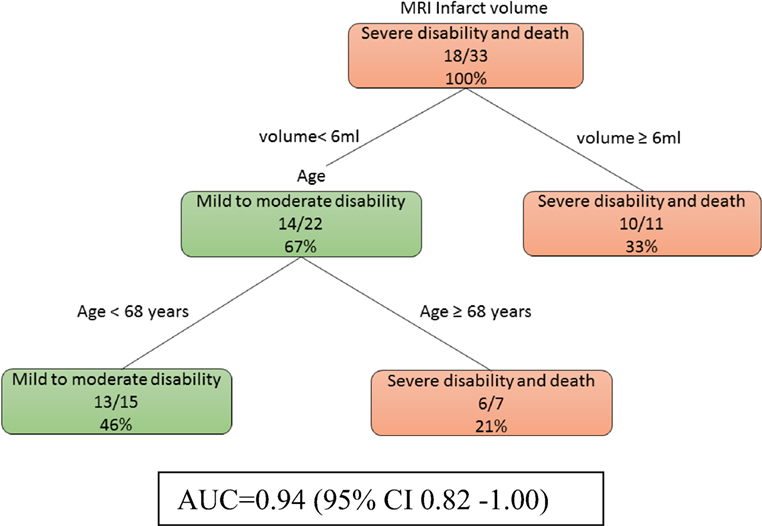 MRI Infarct volume
Severe disability and death
18/33
100%
volume< 6ml
volume ≥ 6ml
Age
Mild to moderate disability
14/22
67%
Severe disability and death
10/11
33%
Age < 68 years
Age ≥ 68 years
Mild to moderate disability
13/15
46%
Severe disability and death
6/7
21%
AUC=0.94 (95% CI 0.82 -1.00)